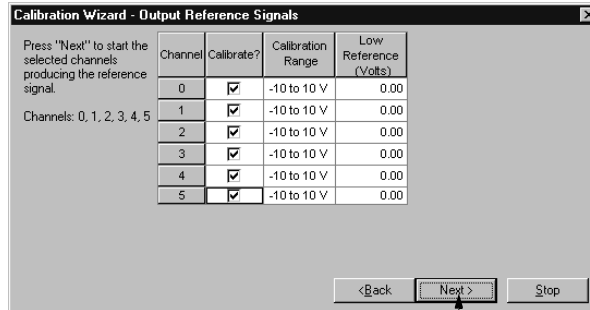 Calibration Wizard - Output Reference Signals
Press "Next" to start the
selected channels
producing the reference
signal.
Channels: 0, 1, 2, 3, 4, 5
Channel Calibrate? Calibration Range Low Reference (Volts)
0 -10 to 10 V 0.00
1 -10 to 10 V 0.00
2 -10 to 10 V 0.00
3 -10 to 10 V 0.00
4 -10 to 10 V 0.00
5 -10 to 10 V 0.00
<Back Next > Stop